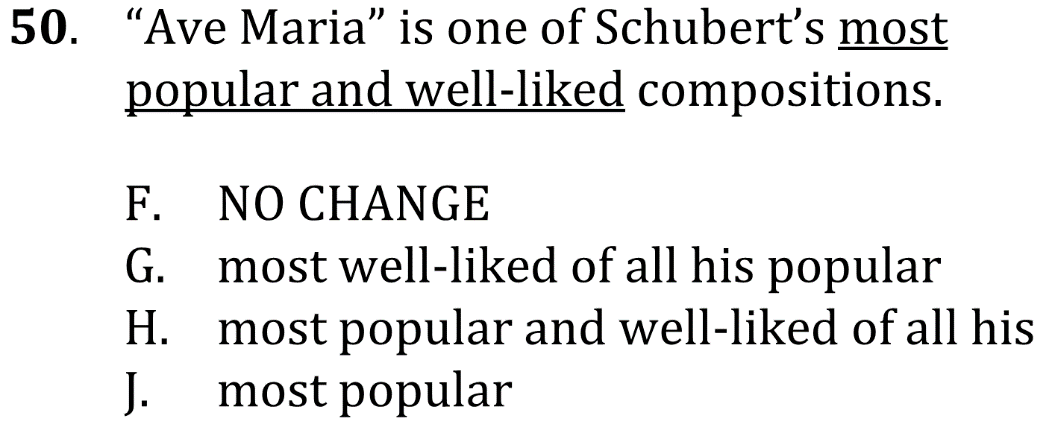 50. “Ave Maria” is one of Schubert’s most
popular and well-liked compositions.
F. NO CHANGE
G. most well-liked of all his popular
H. most popular and well-liked of all his
J. most popular